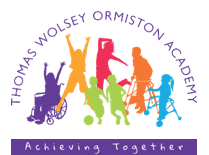 THOMAS WOLSEY ORMISTON ACADEMY
Achieving Together